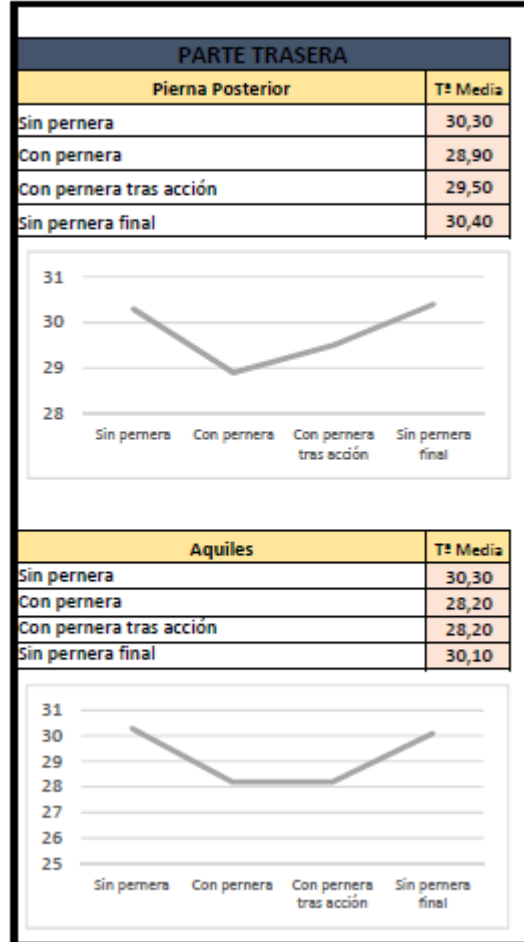 PARTE TRASERA
Pierna Posterior Tª Media
Sin pernera 30,30
Con pernera 28,90
Con pernera tras acción 29,50
Sin pernera final 30,40
31
30
29
28
Sin pernera Con pernera Con pernera Sin pernera
tras acción final
Aquiles Tª Media
Sin pernera 30,30
Con pernera 28,20
Con pernera tras acción 28,20
Sin pernera final 30,10
31
30
29
28
27
26
25
Sin pernera Con pernera Con pernera Sin pernera
tras acción final